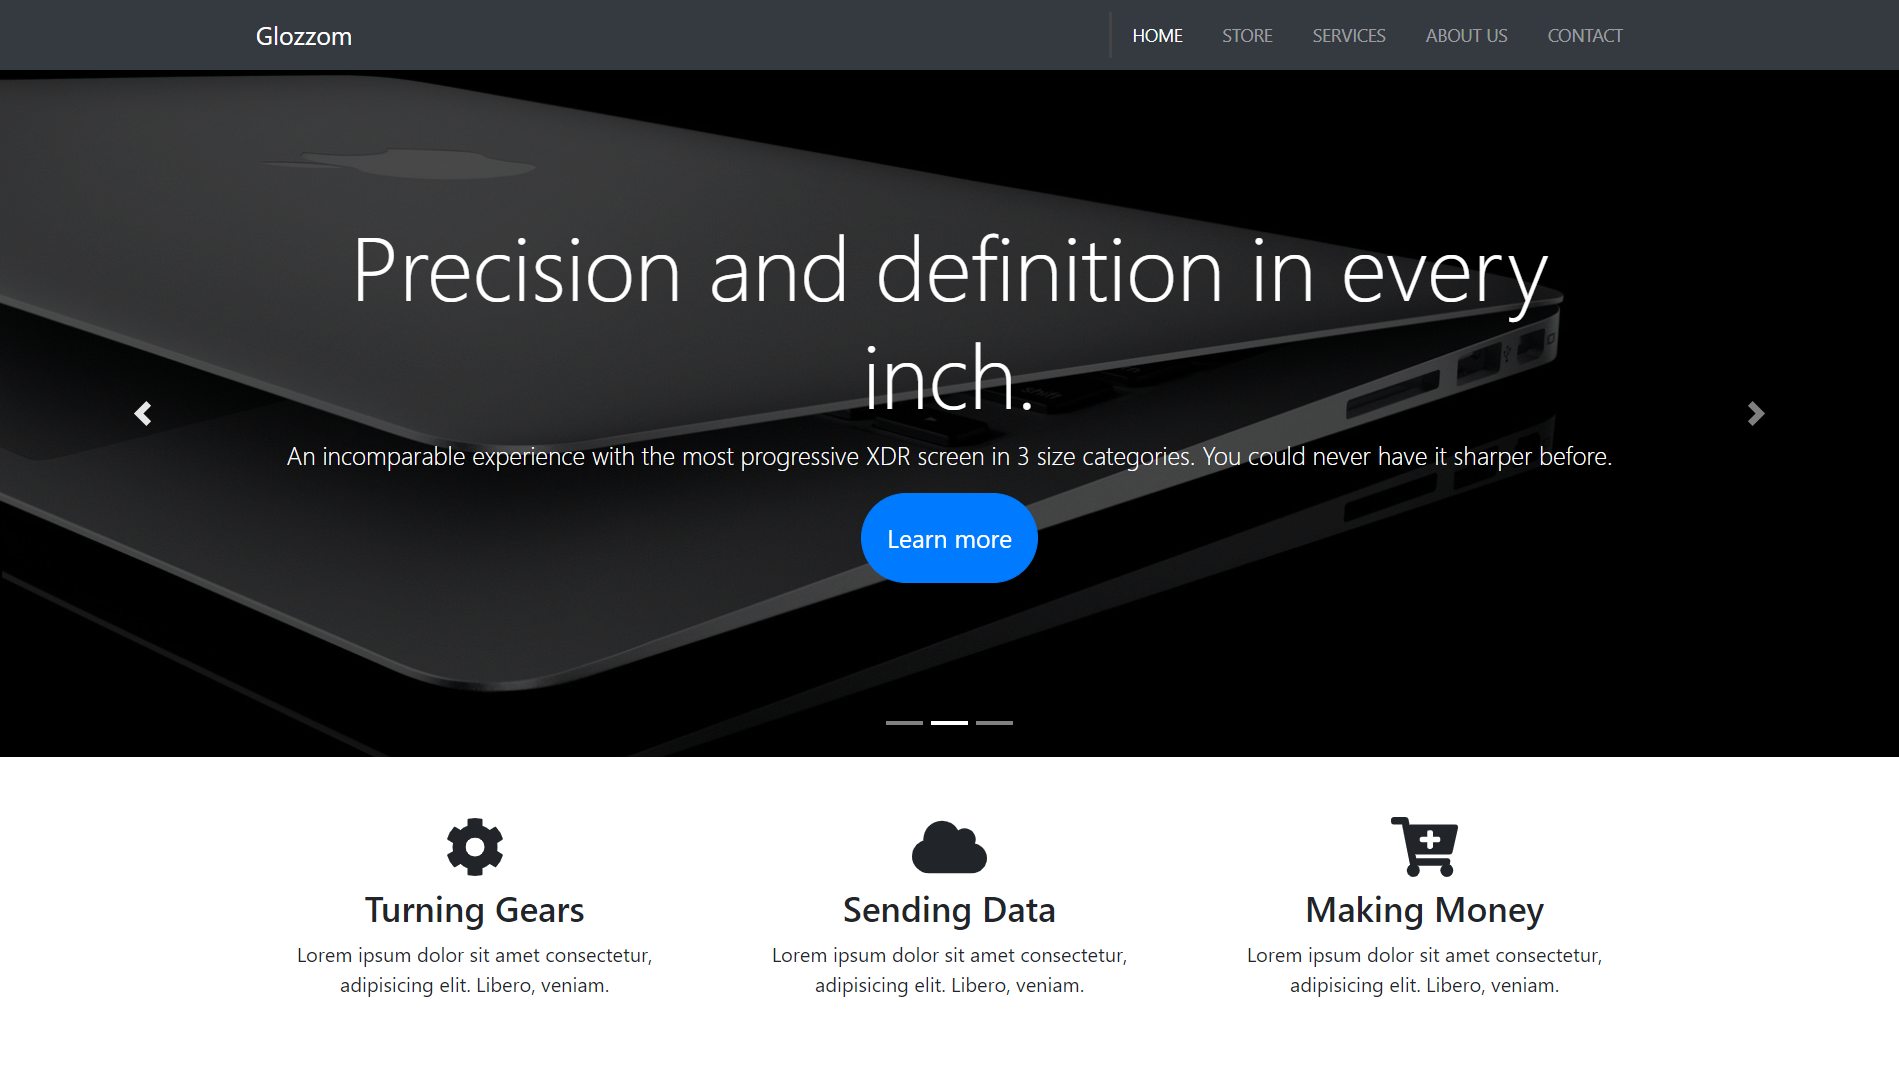 Glozzom
HOME STORE SERVICES ABOUT US CONTACT
Precision and definition in every
inch.
An incomparable experience with the most progressive XDR screen in 3 size categories. You could never have it sharper before.
Learn more
Turning Gears
Lorem ipsum dolor sit amet consectetur,
adipisicing elit. Libero, veniam.
Sending Data
Lorem ipsum dolor sit amet consectetur,
adipisicing elit. Libero, veniam.
Making Money
Lorem ipsum dolor sit amet consectetur,
adipisicing elit. Libero, veniam.